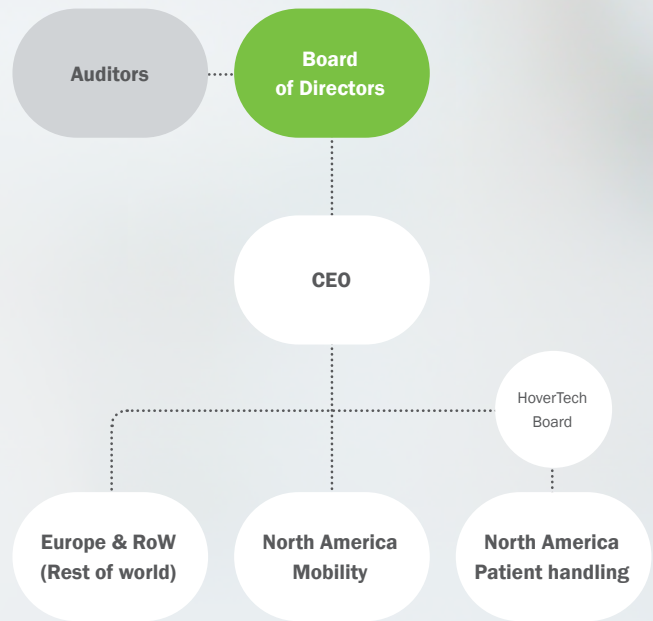 Auditors
Board
of Directors
CEO
HoverTech
Board
Europe & RoW
(Rest of world)
North America
Mobility
North America
Patient handling